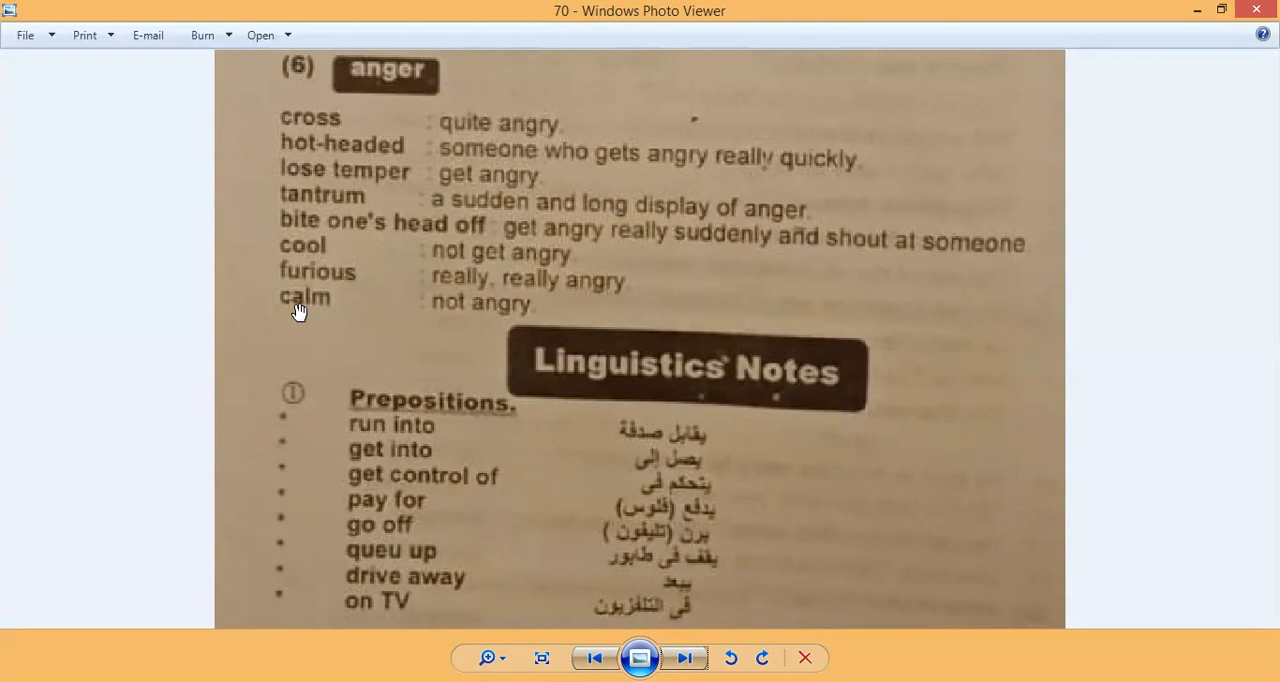 70 - Windows Photo Viewer
File Print E-mail Burn Open
(6) anger
cross : quite angry.
hot-headed : someone who gets angry really quickly.
lose temper : get angry.
tantrum : a sudden and long display of anger.
bite one's head off : get angry really suddenly and shout at someone
cool : not get angry.
furious : really, really angry.
calm : not angry.
Linguistics Notes
① Prepositions.
run into يقابل صدفة
get into يصل إلى
get control of يتحكم فى
pay for يدفع (فلوس)
go off يرن (تليفون)
queu up يقف فى طابور
drive away يبعد
on TV فى التلفزيون